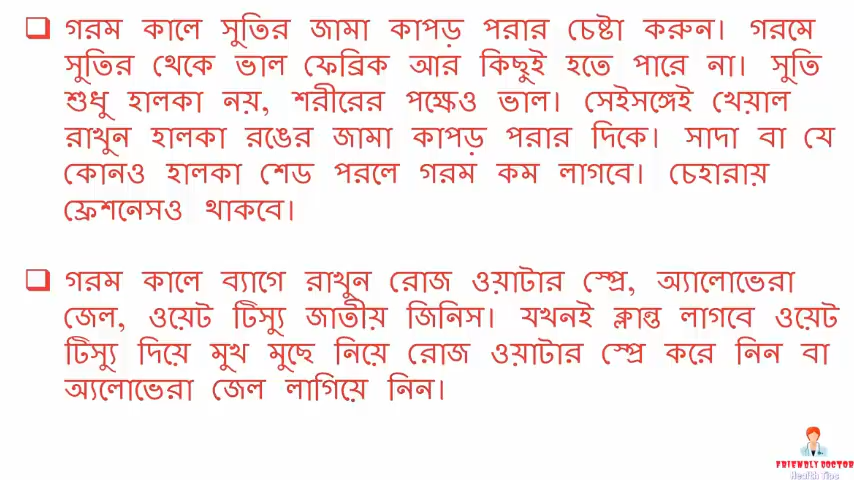 ❑ গরম কালে সুতির জামা কাপড় পরার চেষ্টা করুন। গরমে
সুতির থেকে ভাল ফেব্রিক আর কিছুই হতে পারে না। সুতি
শুধু হালকা নয়, শরীরের পক্ষেও ভাল। সেইসঙ্গেই খেয়াল
রাখুন হালকা রঙের জামা কাপড় পরার দিকে। সাদা বা যে
কোনও হালকা শেড পরলে গরম কম লাগবে। চেহারায়
ফ্রেশনেসও থাকবে।
❑ গরম কালে ব্যাগে রাখুন রোজ ওয়াটার স্প্রে, অ্যালোভেরা
জেল, ওয়েট টিস্যু জাতীয় জিনিস। যখনই ক্লান্ত লাগবে ওয়েট
টিস্যু দিয়ে মুখ মুছে নিয়ে রোজ ওয়াটার স্প্রে করে নিন বা
অ্যলোভেরা জেল লাগিয়ে নিন।
FRIENDLY DOCTOR
Health Tips